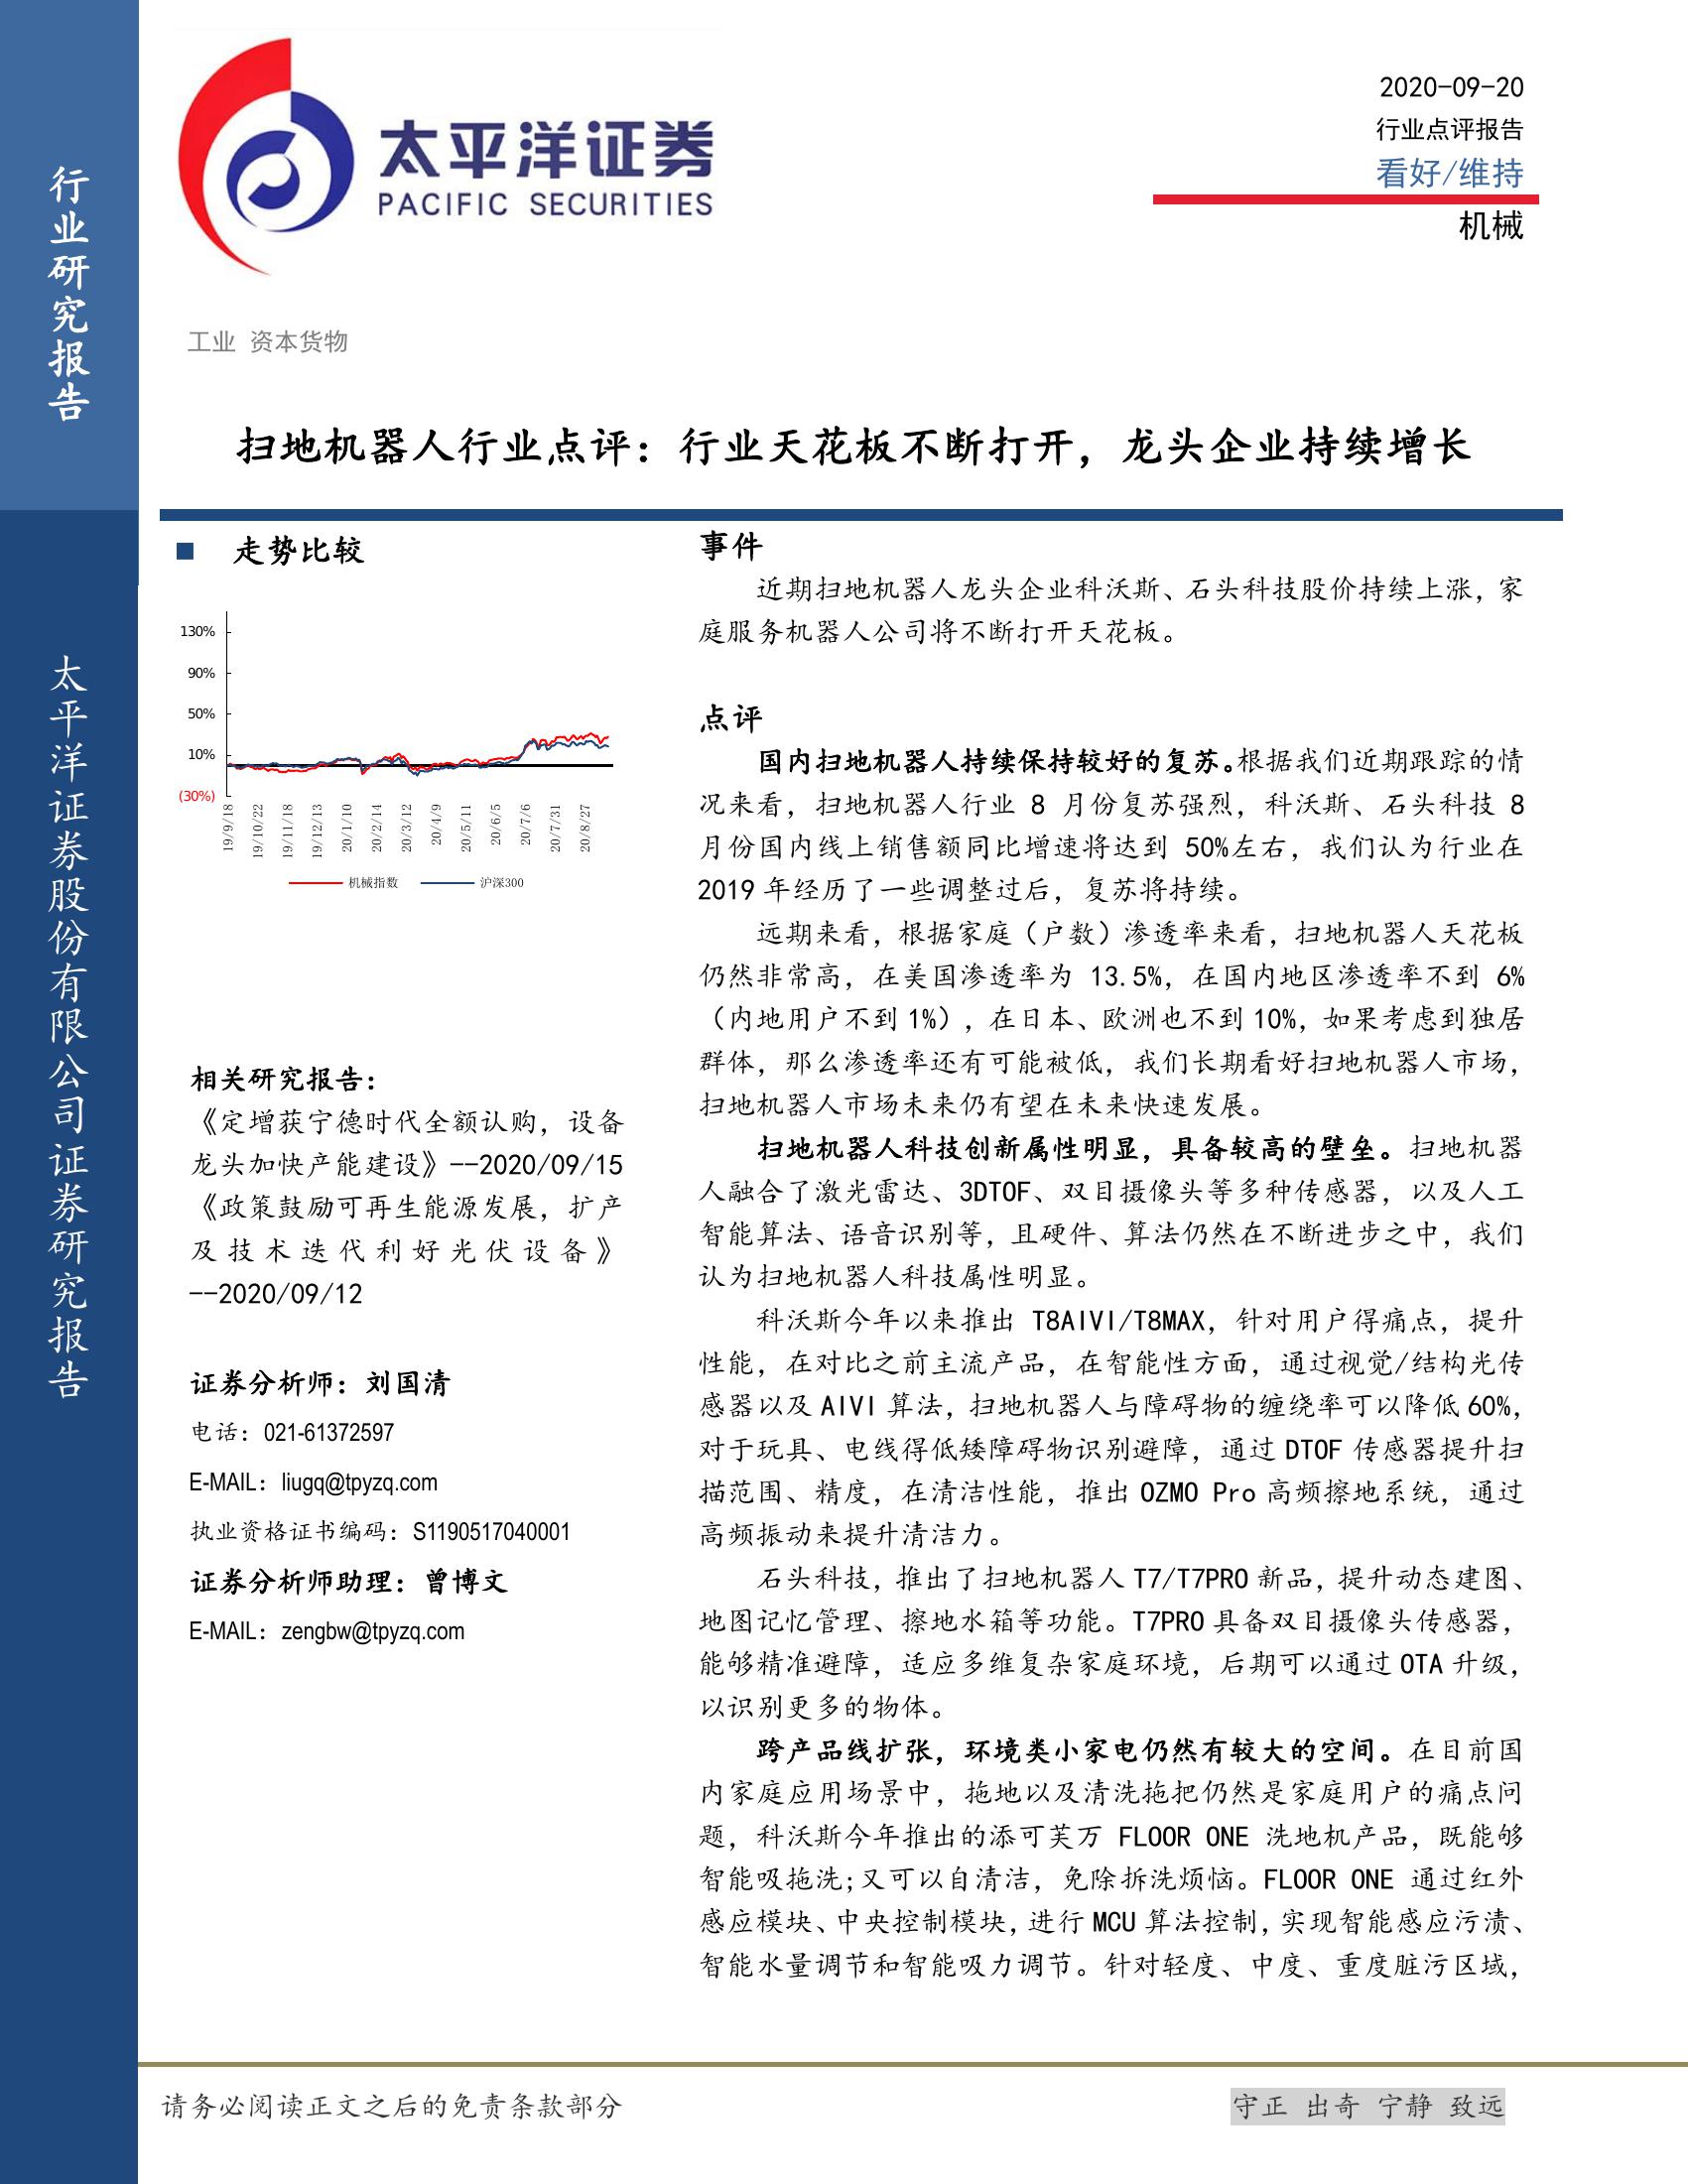 行业研究报告
太平洋证券股份有限公司证券研究报告
太平洋证券
PACIFIC SECURITIES
2020-09-20
行业点评报告
看好/维持
机械
工业 资本货物
扫地机器人行业点评：行业天花板不断打开，龙头企业持续增长
走势比较
130%
90%
50%
10%
(30%)
19/9/18
19/10/22
19/11/18
19/12/13
20/1/10
20/2/14
20/3/12
20/4/9
20/5/11
20/6/5
20/7/6
20/7/31
20/8/27
机械指数 沪深300
相关研究报告：
《定增获宁德时代全额认购，设备
龙头加快产能建设》--2020/09/15
《政策鼓励可再生能源发展，扩产
及技术迭代利好光伏设备》
--2020/09/12
证券分析师：刘国清
电话：021-61372597
E-MAIL：liugq@tpyzq.com
执业资格证书编码：S1190517040001
证券分析师助理：曾博文
E-MAIL：zengbw@tpyzq.com
事件
近期扫地机器人龙头企业科沃斯、石头科技股价持续上涨，家
庭服务机器人公司将不断打开天花板。
点评
国内扫地机器人持续保持较好的复苏。根据我们近期跟踪的情
况来看，扫地机器人行业 8 月份复苏强烈，科沃斯、石头科技 8
月份国内线上销售额同比增速将达到 50%左右，我们认为行业在
2019 年经历了一些调整过后，复苏将持续。
远期来看，根据家庭（户数）渗透率来看，扫地机器人天花板
仍然非常高，在美国渗透率为 13.5%，在国内地区渗透率不到 6%
（内地用户不到 1%），在日本、欧洲也不到 10%，如果考虑到独居
群体，那么渗透率还有可能被低，我们长期看好扫地机器人市场，
扫地机器人市场未来仍有望在未来快速发展。
扫地机器人科技创新属性明显，具备较高的壁垒。扫地机器
人融合了激光雷达、3DTOF、双目摄像头等多种传感器，以及人工
智能算法、语音识别等，且硬件、算法仍然在不断进步之中，我们
认为扫地机器人科技属性明显。
科沃斯今年以来推出 T8AIVI/T8MAX，针对用户得痛点，提升
性能，在对比之前主流产品，在智能性方面，通过视觉/结构光传
感器以及 AIVI 算法，扫地机器人与障碍物的缠绕率可以降低 60%，
对于玩具、电线得低矮障碍物识别避障，通过 DTOF 传感器提升扫
描范围、精度，在清洁性能，推出 OZMO Pro 高频擦地系统，通过
高频振动来提升清洁力。
石头科技，推出了扫地机器人 T7/T7PRO 新品，提升动态建图、
地图记忆管理、擦地水箱等功能。T7PRO 具备双目摄像头传感器，
能够精准避障，适应多维复杂家庭环境，后期可以通过 OTA 升级，
以识别更多的物体。
跨产品线扩张，环境类小家电仍然有较大的空间。在目前国
内家庭应用场景中，拖地以及清洗拖把仍然是家庭用户的痛点问
题，科沃斯今年推出的添可芙万 FLOOR ONE 洗地机产品，既能够
智能吸拖洗;又可以自清洁，免除拆洗烦恼。FLOOR ONE 通过红外
感应模块、中央控制模块，进行 MCU 算法控制，实现智能感应污渍、
智能水量调节和智能吸力调节。针对轻度、中度、重度脏污区域，
请务必阅读正文之后的免责条款部分
守正 出奇 宁静 致远